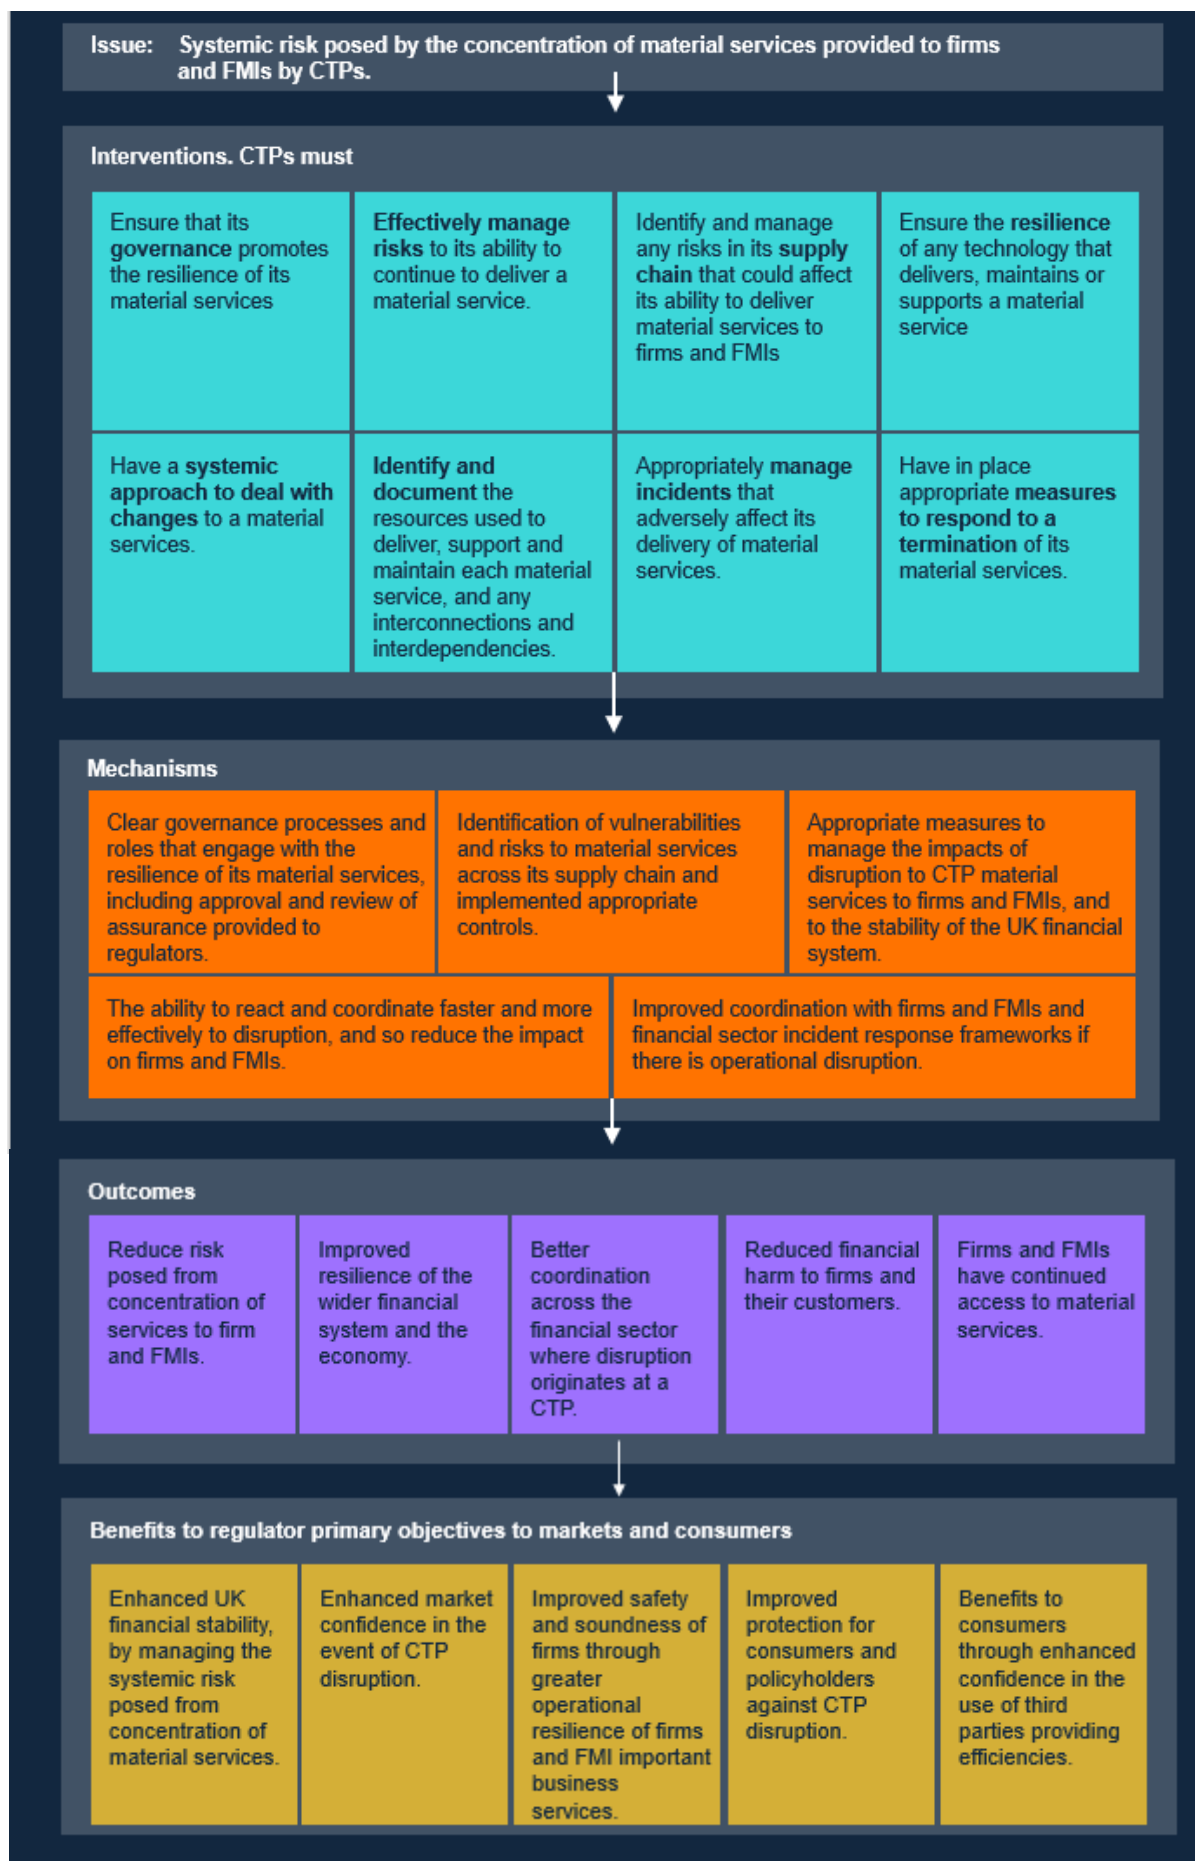 Issue: Systemic risk posed by the concentration of material services provided to firms
and FMIs by CTPs.
Interventions. CTPs must
Ensure that its
governance promotes
the resilience of its
material services
Effectively manage
risks to its ability to
continue to deliver a
material service.
Identify and manage
any risks in its supply
chain that could affect
its ability to deliver
material services to
firms and FMIs
Ensure the resilience
of any technology that
delivers, maintains or
supports a material
service
Have a systemic
approach to deal with
changes to a material
services.
Identify and
document the
resources used to
deliver, support and
maintain each material
service, and any
interconnections and
interdependencies.
Appropriately manage
incidents that
adversely affect its
delivery of material
services.
Have in place
appropriate measures
to respond to a
termination of its
material services.
Mechanisms
Clear governance processes and
roles that engage with the
resilience of its material services,
including approval and review of
assurance provided to
regulators.
Identification of vulnerabilities
and risks to material services
across its supply chain and
implemented appropriate
controls.
Appropriate measures to
manage the impacts of
disruption to CTP material
services to firms and FMIs, and
to the stability of the UK financial
system.
The ability to react and coordinate faster and more
effectively to disruption, and so reduce the impact
on firms and FMIs.
Improved coordination with firms and FMIs and
financial sector incident response frameworks if
there is operational disruption.
Outcomes
Reduce risk
posed from
concentration of
services to firm
and FMIs.
Improved
resilience of the
wider financial
system and the
economy.
Better
coordination
across the
financial sector
where disruption
originates at a
CTP.
Reduced financial
harm to firms and
their customers.
Firms and FMIs
have continued
access to material
services.
Benefits to regulator primary objectives to markets and consumers
Enhanced UK
financial stability,
by managing the
systemic risk
posed from
concentration of
material services.
Enhanced market
confidence in the
event of CTP
disruption.
Improved safety
and soundness of
firms through
greater
operational
resilience of firms
and FMI important
business
services.
Improved
protection for
consumers and
policyholders
against CTP
disruption.
Benefits to
consumers
through enhanced
confidence in the
use of third
parties providing
efficiencies.